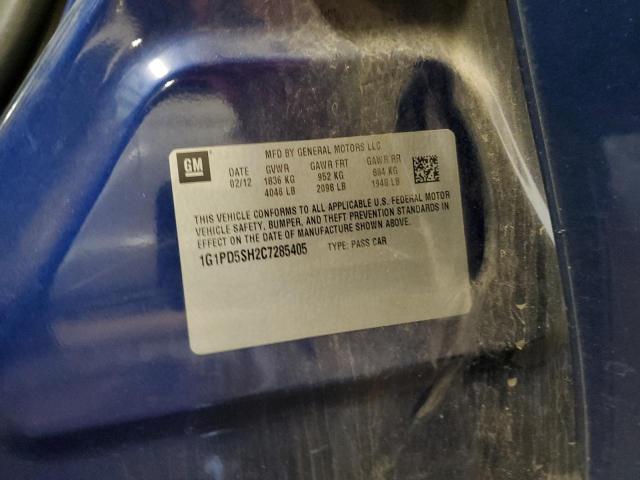 GM
MFD BY GENERAL MOTORS LLC
DATE GVWR GAWR FRT GAWR RR
02/12 1836 KG 952 KG 884 KG
4048 LB 2098 LB 1948 LB
THIS VEHICLE CONFORMS TO ALL APPLICABLE U.S. FEDERAL MOTOR
VEHICLE SAFETY, BUMPER, AND THEFT PREVENTION STANDARDS IN
EFFECT ON THE DATE OF MANUFACTURE SHOWN ABOVE.
1G1PD5SH2C7285405 TYPE: PASS CAR